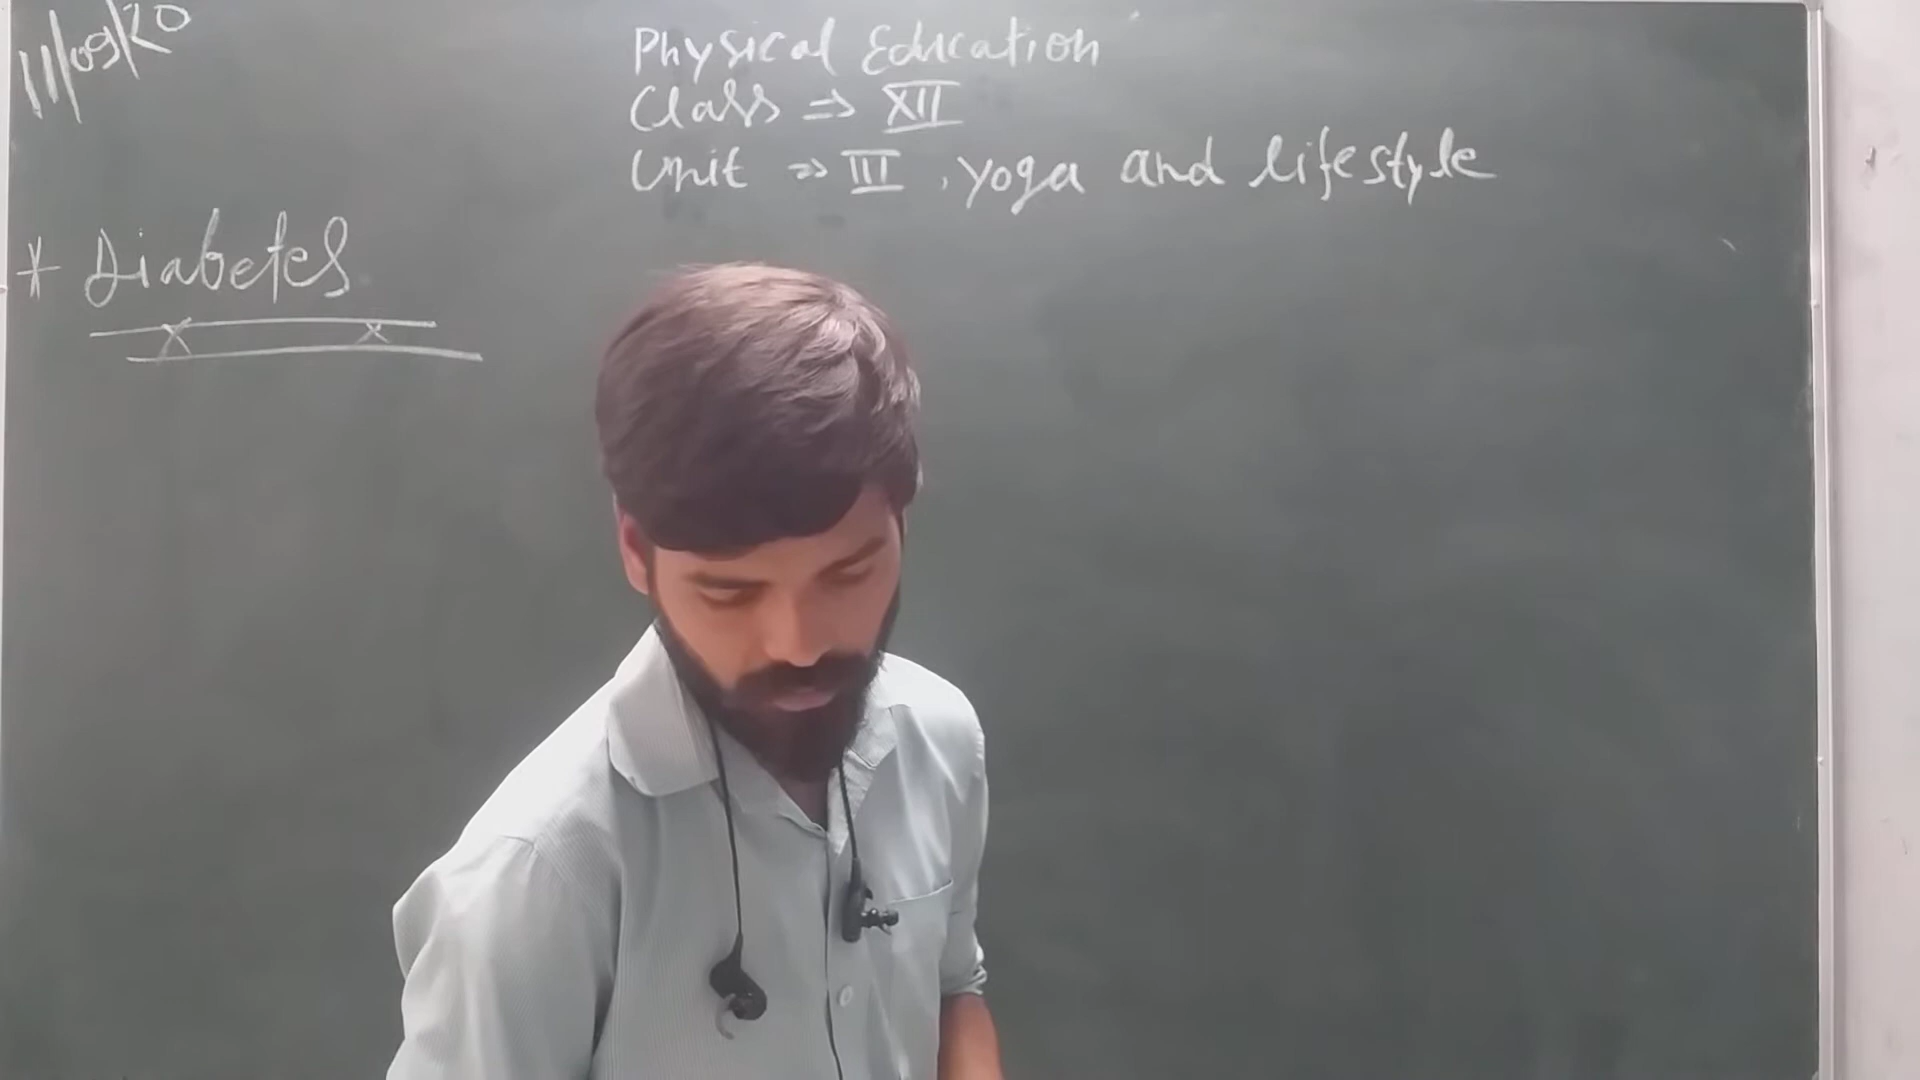 11/09/20
Physical Education
Class ⇒ XII
Unit ⇒ III, yoga and lifestyle
* Diabetes